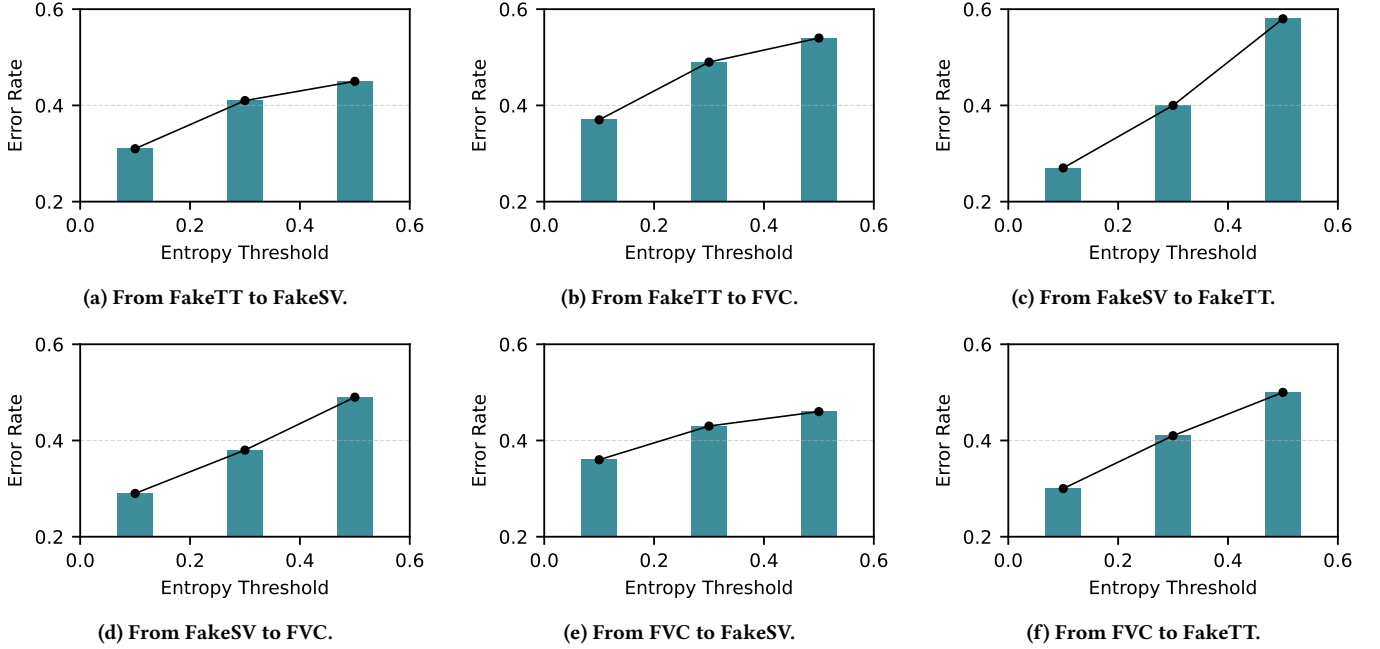 0.6
0.4
0.2
Error Rate
0.0 0.2 0.4 0.6
Entropy Threshold
(a) From FakeTT to FakeSV.
0.6
0.4
0.2
Error Rate
0.0 0.2 0.4 0.6
Entropy Threshold
(b) From FakeTT to FVC.
0.6
0.4
0.2
Error Rate
0.0 0.2 0.4 0.6
Entropy Threshold
(c) From FakeSV to FakeTT.
0.6
0.4
0.2
Error Rate
0.0 0.2 0.4 0.6
Entropy Threshold
(d) From FakeSV to FVC.
0.6
0.4
0.2
Error Rate
0.0 0.2 0.4 0.6
Entropy Threshold
(e) From FVC to FakeSV.
0.6
0.4
0.2
Error Rate
0.0 0.2 0.4 0.6
Entropy Threshold
(f) From FVC to FakeTT.